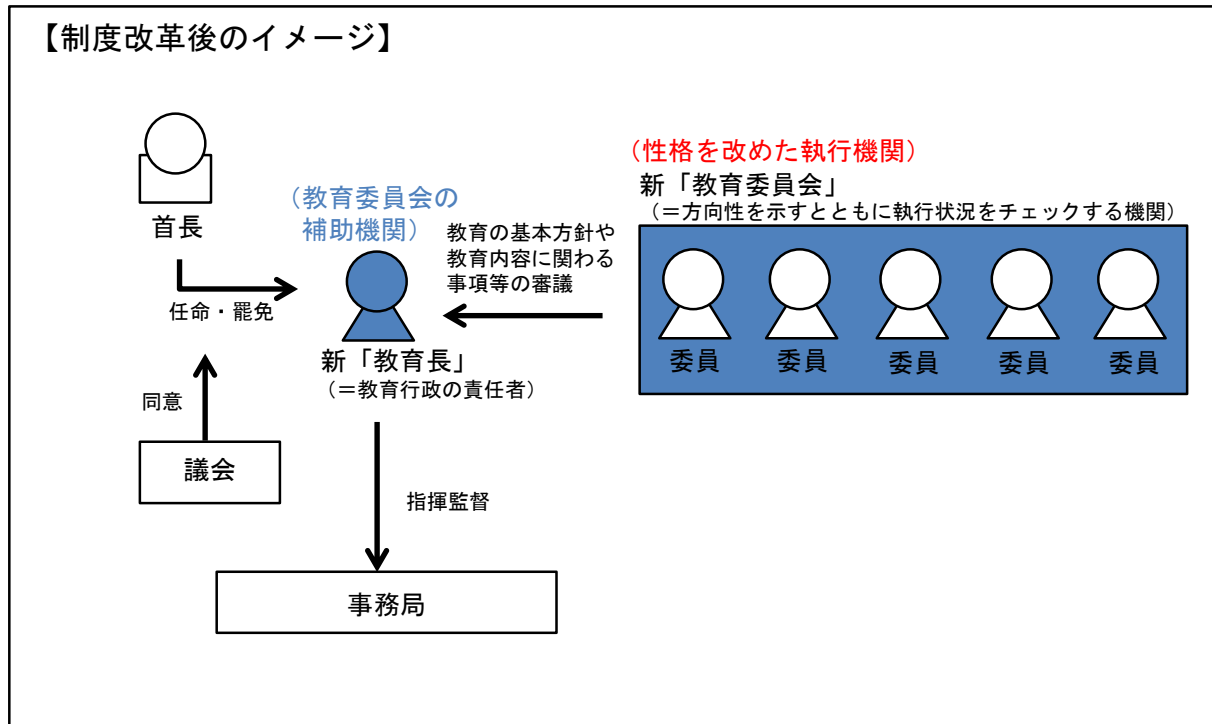 【制度改革後のイメージ】
首長
任命・罷免
同意
議会
（教育委員会の
補助機関）
新「教育長」
（＝教育行政の責任者）
教育の基本方針や
教育内容に関わる
事項等の審議
（性格を改めた執行機関）
新「教育委員会」
（＝方向性を示すとともに執行状況をチェックする機関）
委員 委員 委員 委員 委員
指揮監督
事務局